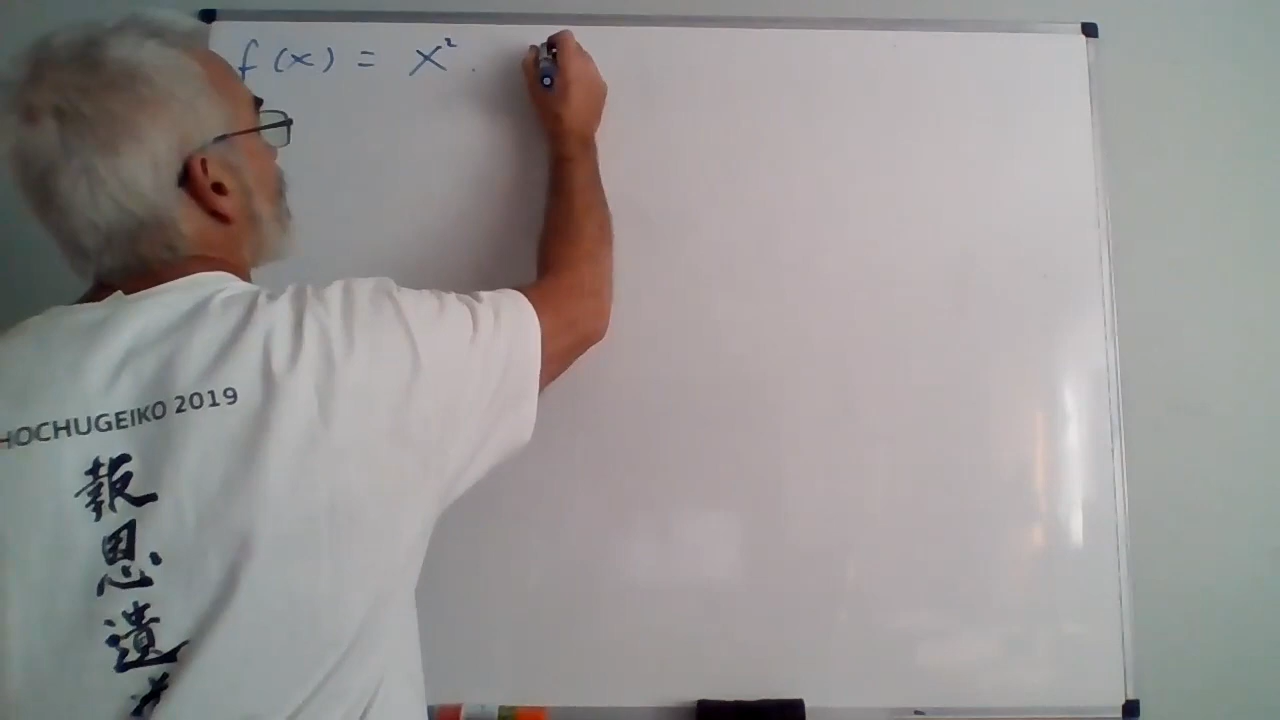 f(x) = x² .
HOCHUGEIKO 2019
報
恩
遺